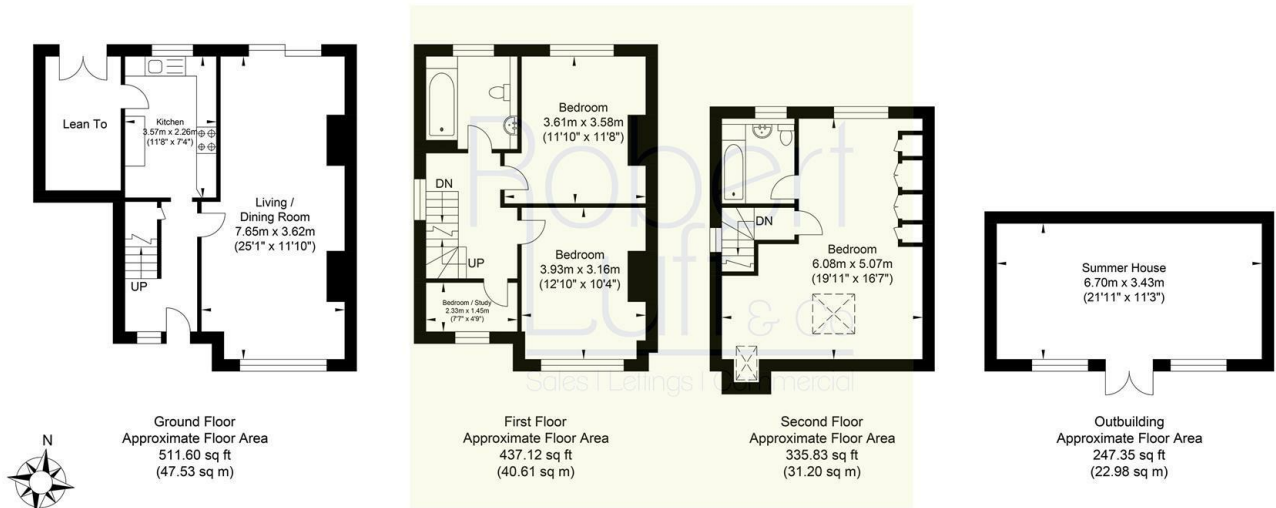 Lean To
Kitchen
3.57m x 2.26m
(11'8" x 7'4")
Living /
Dining Room
7.65m x 3.62m
(25'1" x 11'10")
UP
Ground Floor
Approximate Floor Area
511.60 sq ft
(47.53 sq m)
N
Bedroom
3.61m x 3.58m
(11'10" x 11'8")
DN
UP
Bedroom
3.93m x 3.16m
(12'10" x 10'4")
Bedroom / Study
2.33m x 1.45m
(7'7" x 4'9")
First Floor
Approximate Floor Area
437.12 sq ft
(40.61 sq m)
DN
Bedroom
6.08m x 5.07m
(19'11" x 16'7")
Second Floor
Approximate Floor Area
335.83 sq ft
(31.20 sq m)
Summer House
6.70m x 3.43m
(21'11" x 11'3")
Outbuilding
Approximate Floor Area
247.35 sq ft
(22.98 sq m)
Robert
Luff
& Co
Sales | Lettings | Commercial